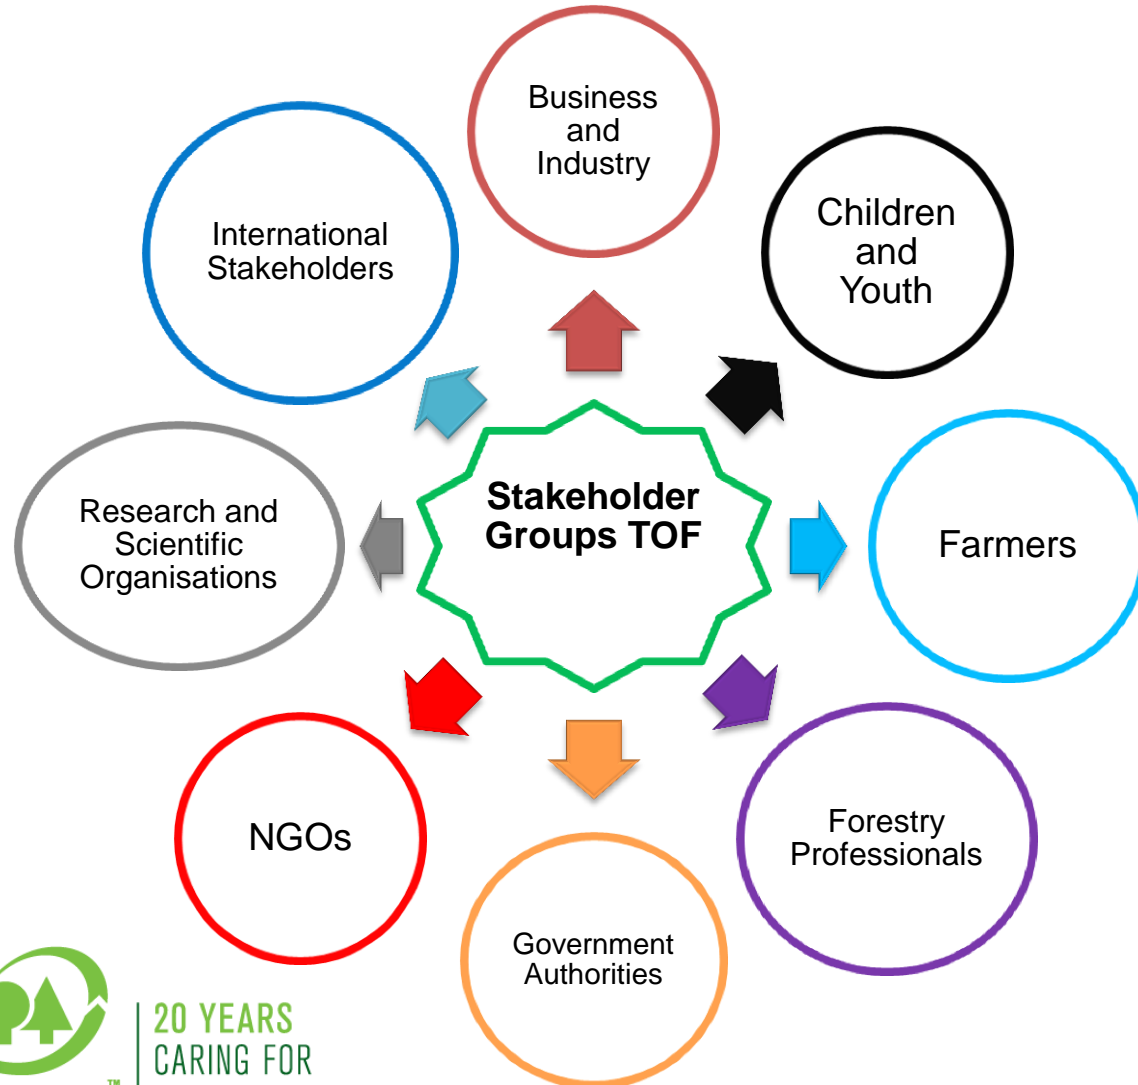 Business
and
Industry
Children
and
Youth
International
Stakeholders
Stakeholder
Groups TOF
Research and
Scientific
Organisations
Farmers
NGOs
Forestry
Professionals
Government
Authorities
20 YEARS
CARING FOR
TM